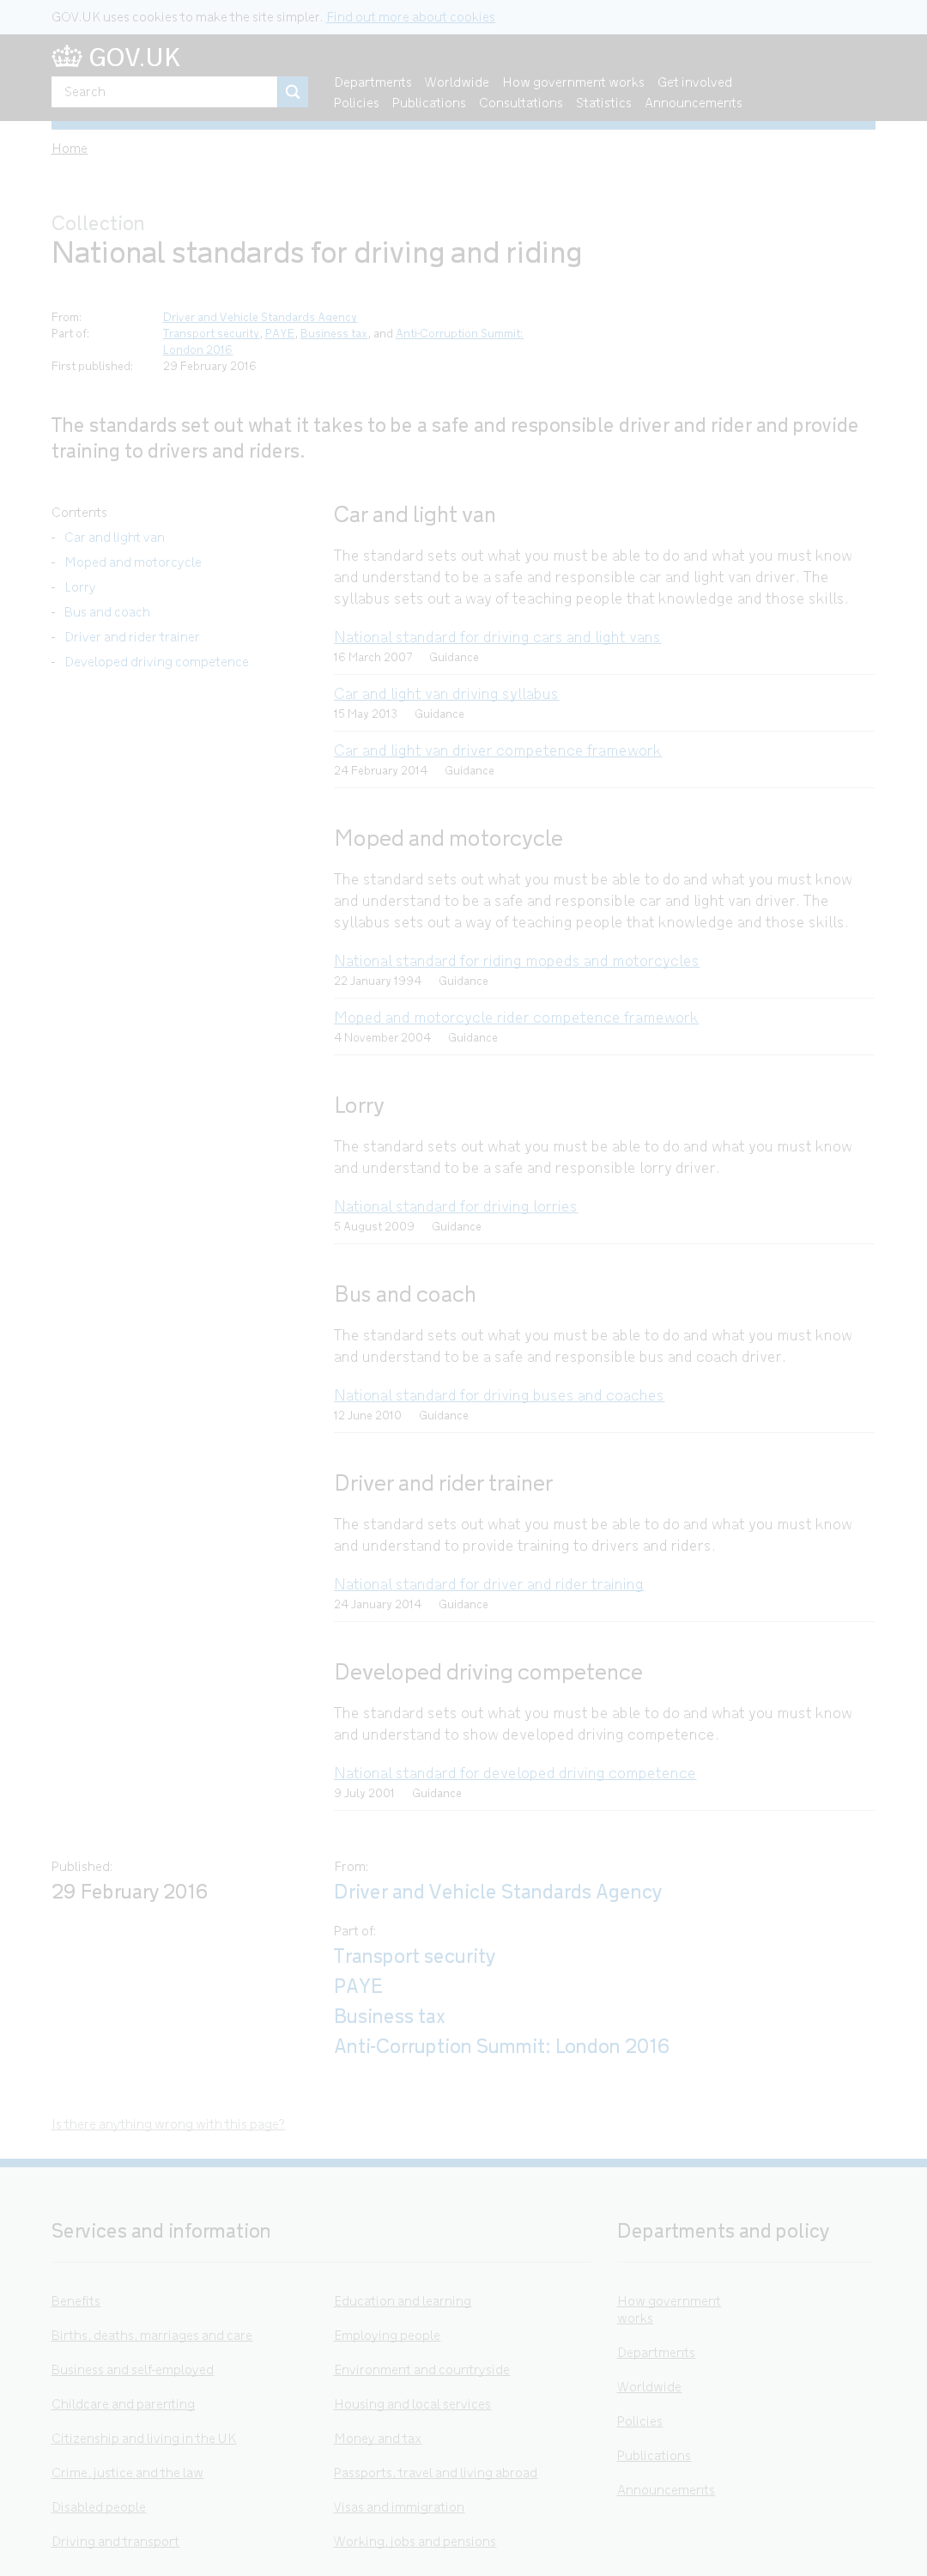 GOV.UK uses cookies to make the site simpler. Find out more about cookies
GOV.UK
Search
Departments Worldwide How government works Get involved
Policies Publications Consultations Statistics Announcements
Home
Collection
National standards for driving and riding
From: Driver and Vehicle Standards Agency
Part of: Transport security, PAYE, Business tax, and Anti-Corruption Summit:
London 2016
First published: 29 February 2016
The standards set out what it takes to be a safe and responsible driver and rider and provide
training to drivers and riders.
Contents
- Car and light van
- Moped and motorcycle
- Lorry
- Bus and coach
- Driver and rider trainer
- Developed driving competence
Car and light van
The standard sets out what you must be able to do and what you must know
and understand to be a safe and responsible car and light van driver. The
syllabus sets out a way of teaching people that knowledge and those skills.
National standard for driving cars and light vans
16 March 2007 Guidance
Car and light van driving syllabus
15 May 2013 Guidance
Car and light van driver competence framework
24 February 2014 Guidance
Moped and motorcycle
The standard sets out what you must be able to do and what you must know
and understand to be a safe and responsible car and light van driver. The
syllabus sets out a way of teaching people that knowledge and those skills.
National standard for riding mopeds and motorcycles
22 January 1994 Guidance
Moped and motorcycle rider competence framework
4 November 2004 Guidance
Lorry
The standard sets out what you must be able to do and what you must know
and understand to be a safe and responsible lorry driver.
National standard for driving lorries
5 August 2009 Guidance
Bus and coach
The standard sets out what you must be able to do and what you must know
and understand to be a safe and responsible bus and coach driver.
National standard for driving buses and coaches
12 June 2010 Guidance
Driver and rider trainer
The standard sets out what you must be able to do and what you must know
and understand to provide training to drivers and riders.
National standard for driver and rider training
24 January 2014 Guidance
Developed driving competence
The standard sets out what you must be able to do and what you must know
and understand to show developed driving competence.
National standard for developed driving competence
9 July 2001 Guidance
Published:
29 February 2016
From:
Driver and Vehicle Standards Agency
Part of:
Transport security
PAYE
Business tax
Anti-Corruption Summit: London 2016
Is there anything wrong with this page?
Services and information
Benefits
Births, deaths, marriages and care
Business and self-employed
Childcare and parenting
Citizenship and living in the UK
Crime, justice and the law
Disabled people
Driving and transport
Education and learning
Employing people
Environment and countryside
Housing and local services
Money and tax
Passports, travel and living abroad
Visas and immigration
Working, jobs and pensions
Departments and policy
How government
works
Departments
Worldwide
Policies
Publications
Announcements